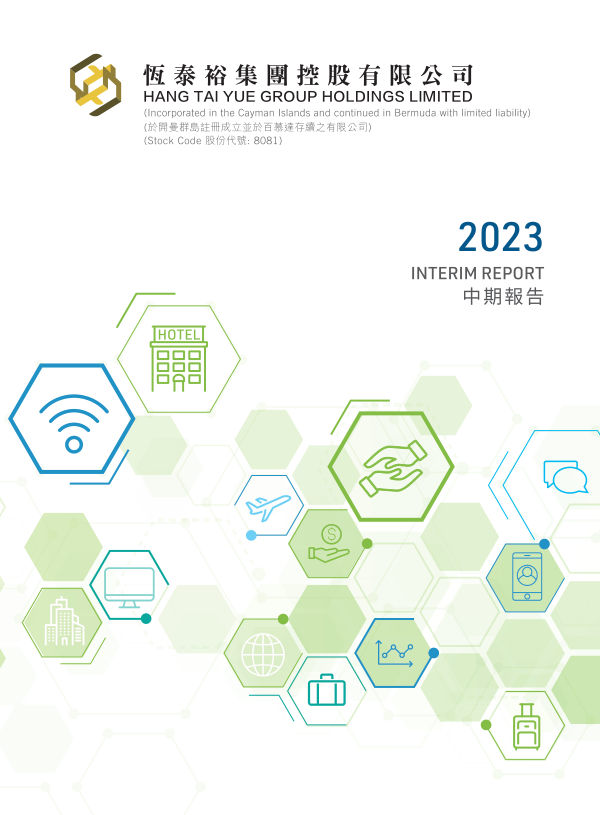 恆泰裕集團控股有限公司
HANG TAI YUE GROUP HOLDINGS LIMITED
(Incorporated in the Cayman Islands and continued in Bermuda with limited liability)
(於開曼群島註冊成立並於百慕達存續之有限公司)
(Stock Code 股份代號: 8081)
2023
INTERIM REPORT
中期報告
HOTEL
$